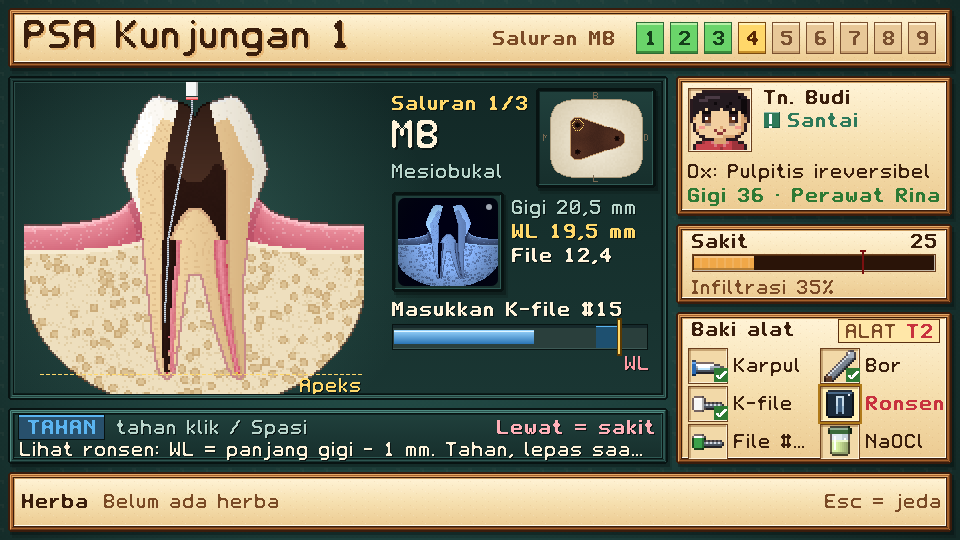 PSA Kunjungan 1
Saluran MB 1 2 3 4 5 6 7 8 9
Saluran 1/3
MB
Mesiobukal
B
M
D
L
Gigi 20,5 mm
WL 19,5 mm
File 12,4
Masukkan K-file #15
WL
Apeks
TAHAN tahan klik / Spasi
Lewat = sakit
Lihat ronsen: WL = panjang gigi - 1 mm. Tahan, lepas saa…
Tn. Budi
Santai
Dx: Pulpitis ireversibel
Gigi 36 · Perawat Rina
Sakit 25
Infiltrasi 35%
Baki alat
ALAT T2
Karpul
Bor
K-file
Ronsen
File #…
NaOCl
Herba Belum ada herba
Esc = jeda